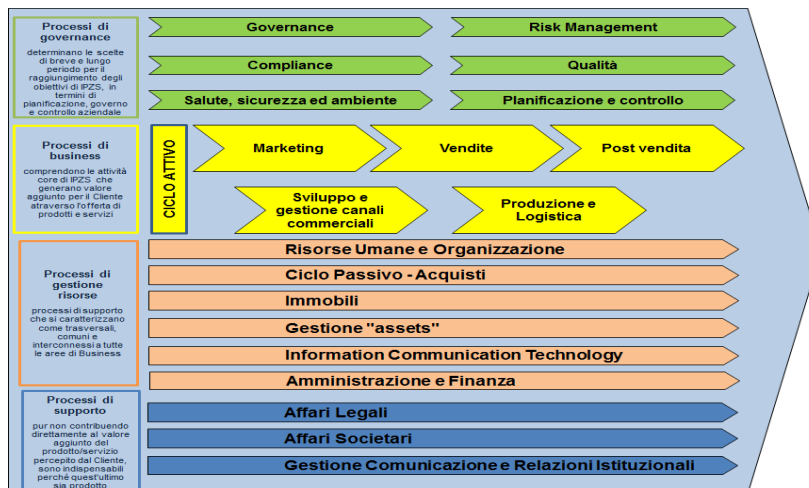 Processi di
governance
determinano le scelte
di breve e lungo
periodo per il
raggiungimento degli
obiettivi di IPZS, in
termini di
pianificazione, governo
e controllo aziendale
Governance
Risk Management
Compliance
Qualità
Salute, sicurezza ed ambiente
Planificazione e controllo
Processi di
business
comprendono le attività
core di IPZS che
generano valore
aggiunto per il Cliente
atraverso l'offerta di
prodotti e servizi
CICLO ATTIVO
Marketing
Vendite
Post vendita
Sviluppo e
gestione canali
commerciali
Produzione e
Logistica
Processi di
gestione
risorse
processi di supporto
che si caratterizzano
come trasversali,
comuni e
interconnessi a tutte
le aree di Business
Risorse Umane e Organizzazione
Ciclo Passivo - Acquisti
Immobili
Gestione "assets"
Information Communication Technology
Amministrazione e Finanza
Processi di
supporto
pur non contribuendo
direttamente al valore
aggiunto del
prodotto/servizio
percepito dal Cliente,
sono indispensabili
perché quest'ultimo
sia prodotto
Affari Legali
Affari Societari
Gestione Comunicazione e Relazioni Istituzionali